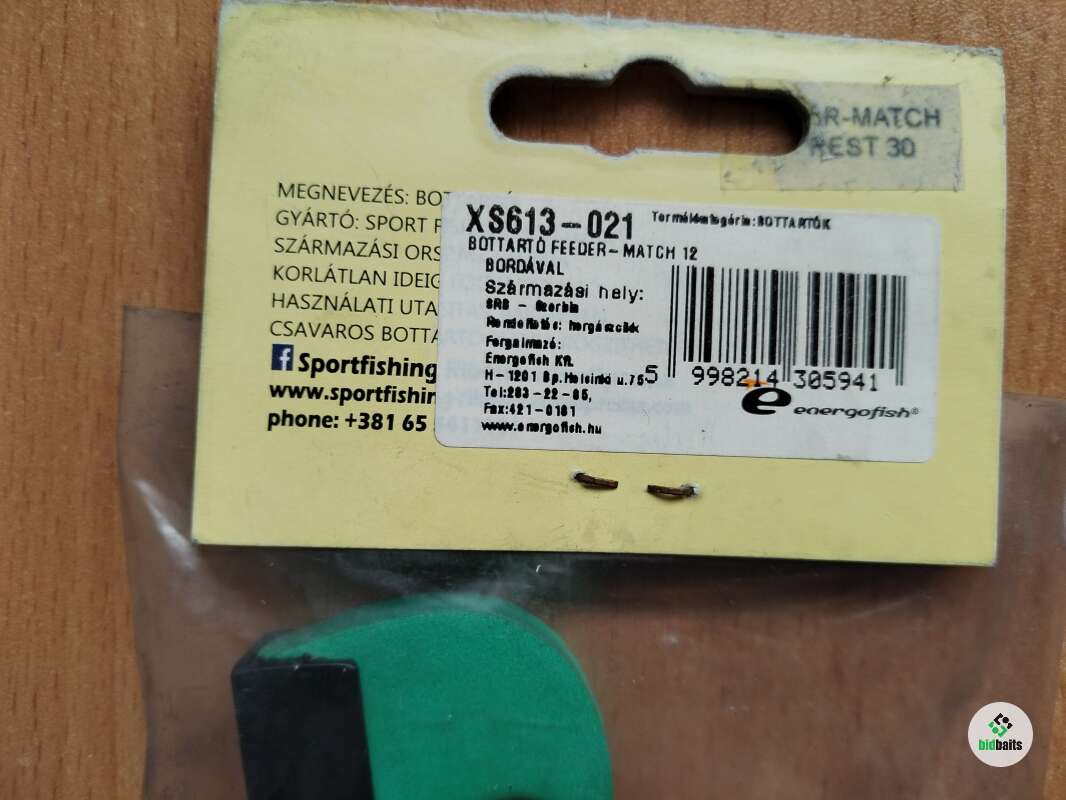 R-MATCH
REST 30
MEGNEVEZÉS: BOT
GYÁRTÓ: SPORT F
SZÁRMAZÁSI ORS
KORLÁTLAN IDEIG
HASZNÁLATI UTA
CSAVAROS BOTTA
Sportfishing
www.sportfishin
phone: +381 65
XS613-021
Termékkategória: BOTTARTÓK
BOTTARTÓ FEEDER-MATCH 12
BORDÁVAL
Származási hely:
SRB - Szerbia
Rendeltetés: horgászcikk
Forgalmazó:
Energofish Kft.
H-1201 Bp. Helsinki u.75
Tel:283-22-65,
Fax:421-0181
www.energofish.hu
5 998214 305941
energofish®
bidbaits